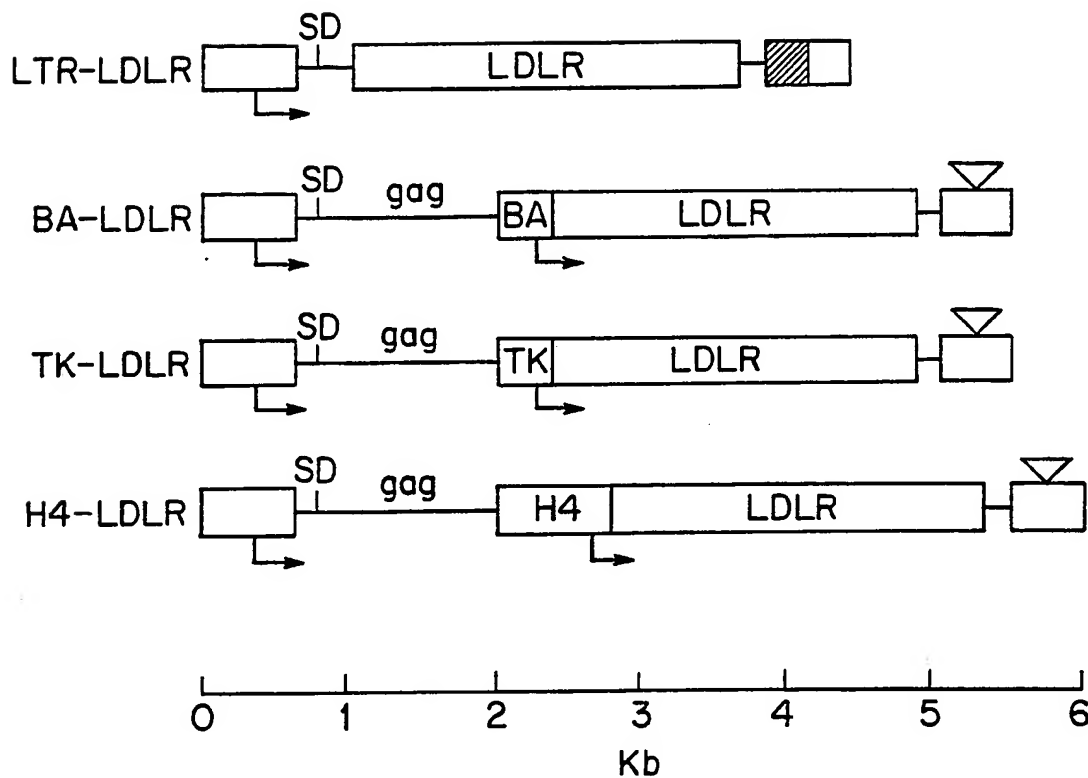 SD
LTR-LDLR LDLR
SD gag
BA-LDLR BA LDLR
SD gag
TK-LDLR TK LDLR
SD gag
H4-LDLR H4 LDLR
0 1 2 3 4 5 6
Kb